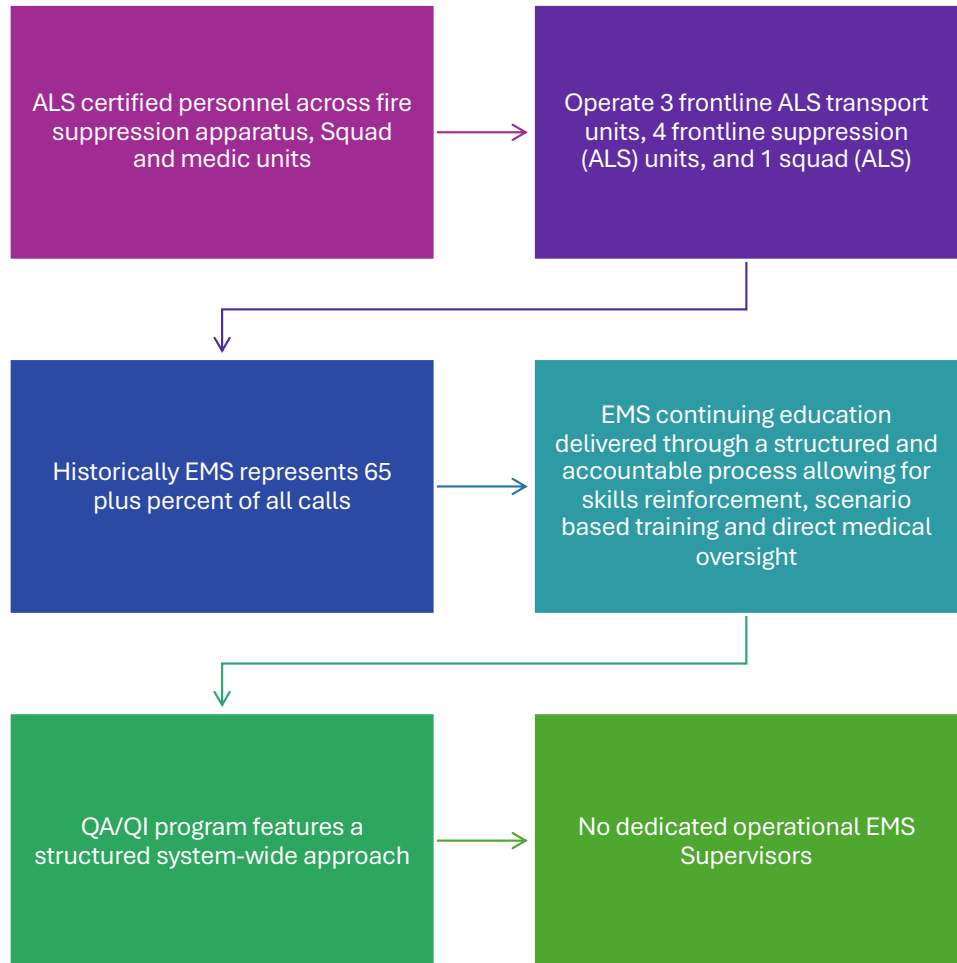 ALS certified personnel across fire
suppression apparatus, Squad
and medic units
Operate 3 frontline ALS transport
units, 4 frontline suppression
(ALS) units, and 1 squad (ALS)
Historically EMS represents 65
plus percent of all calls
EMS continuing education
delivered through a structured and
accountable process allowing for
skills reinforcement, scenario
based training and direct medical
oversight
QA/QI program features a
structured system-wide approach
No dedicated operational EMS
Supervisors